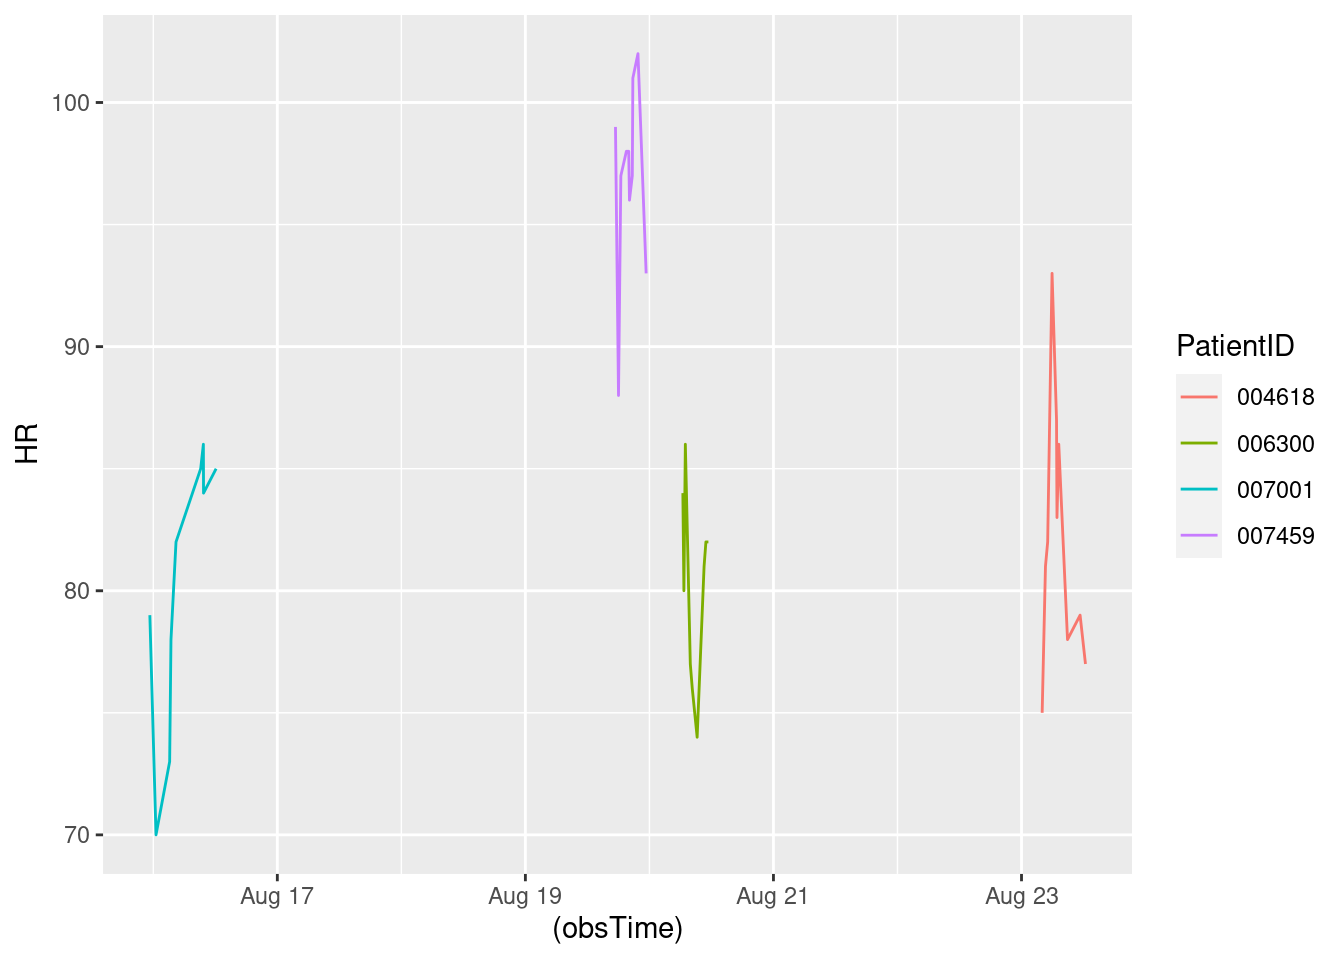 100
90
80
70
HR
Aug 17
Aug 19
Aug 21
Aug 23
(obsTime)
PatientID
004618
006300
007001
007459